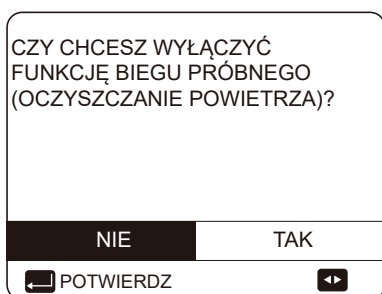 CZY CHCESZ WYŁĄCZYĆ
FUNKCJĘ BIEGU PRÓBNEGO
(OCZYSZCZANIE POWIETRZA)?
NIE TAK
POTWIERDZ